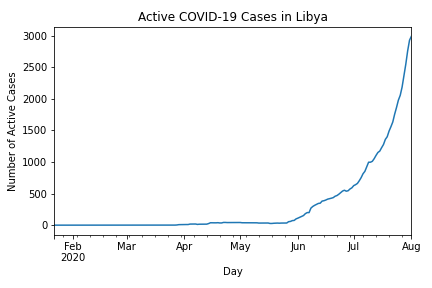 Active COVID-19 Cases in Libya
Number of Active Cases
3000
2500
2000
1500
1000
500
0
Feb Mar Apr May Jun Jul Aug
2020
Day